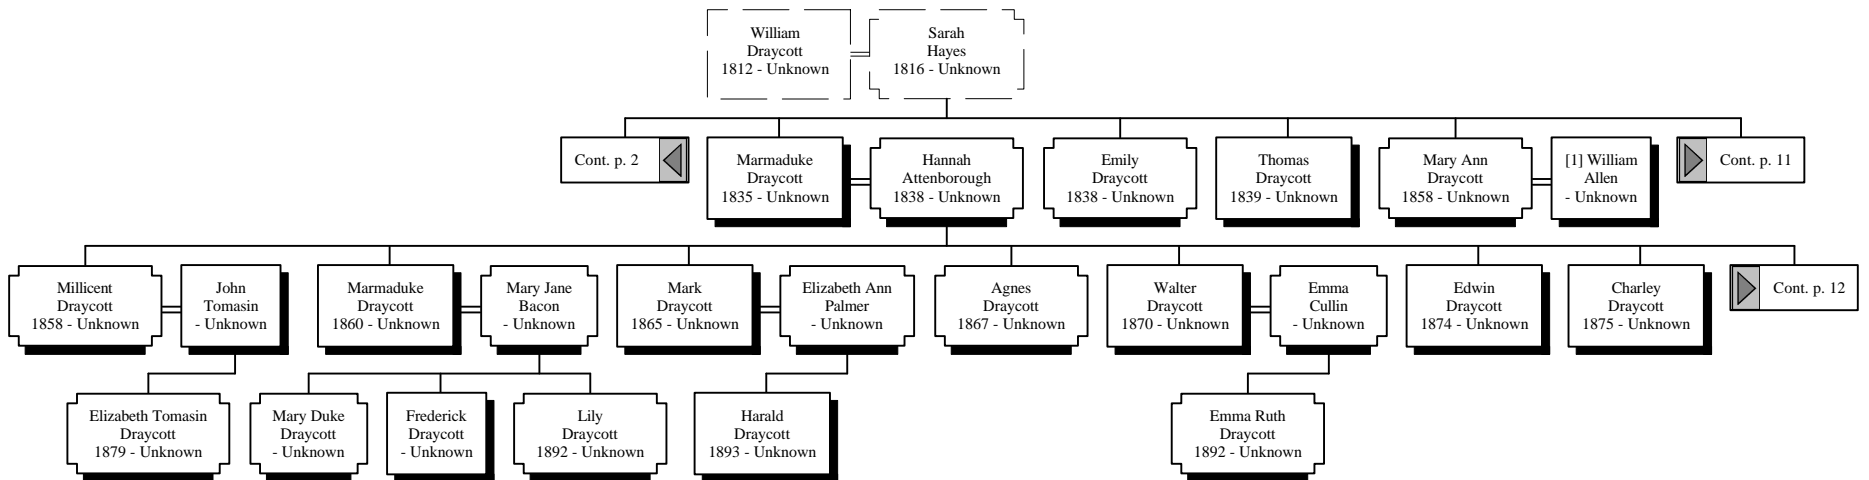 William
Draycott
1812 - Unknown
Sarah
Hayes
1816 - Unknown
Cont. p. 2
Marmaduke
Draycott
1835 - Unknown
Hannah
Attenborough
1838 - Unknown
Emily
Draycott
1838 - Unknown
Thomas
Draycott
1839 - Unknown
Mary Ann
Draycott
1858 - Unknown
[1] William
Allen
- Unknown
Cont. p. 11
Millicent
Draycott
1858 - Unknown
John
Tomasin
- Unknown
Marmaduke
Draycott
1860 - Unknown
Mary Jane
Bacon
- Unknown
Mark
Draycott
1865 - Unknown
Elizabeth Ann
Palmer
- Unknown
Agnes
Draycott
1867 - Unknown
Walter
Draycott
1870 - Unknown
Emma
Cullin
- Unknown
Edwin
Draycott
1874 - Unknown
Charley
Draycott
1875 - Unknown
Cont. p. 12
Elizabeth Tomasin
Draycott
1879 - Unknown
Mary Duke
Draycott
- Unknown
Frederick
Draycott
- Unknown
Lily
Draycott
1892 - Unknown
Harald
Draycott
1893 - Unknown
Emma Ruth
Draycott
1892 - Unknown